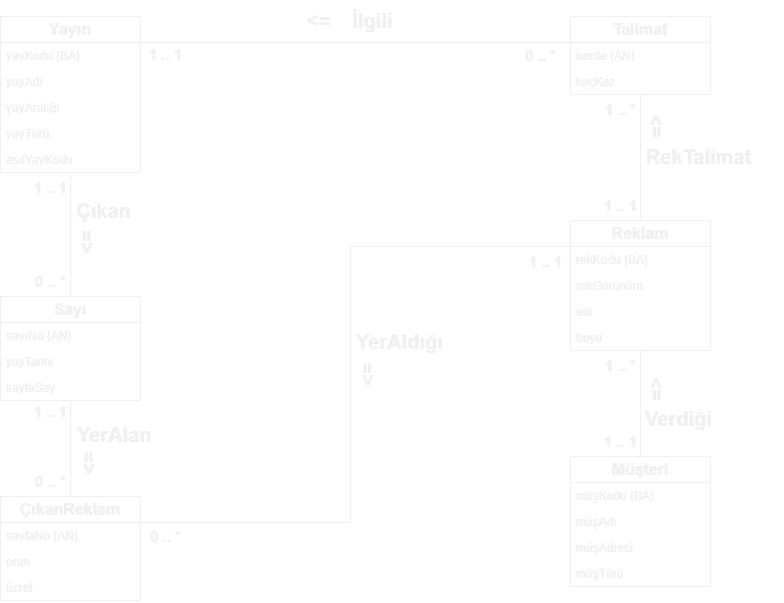 <= İlgili
Yayın
yayKodu {BA}
yayAdı
yayAralığı
yayTürü
asılYayKodu
1 .. 1
0 .. *
Talimat
nerde {AN}
kaçKez
1 .. *
<=
RekTalimat
1 .. 1
1 .. 1
Çıkan
=>
0 .. *
Reklam
rekKodu {BA}
rekGörünüm
eni
boyu
1 .. 1
Sayı
sayıNo {AN}
yayTarihi
sayfaSay
YerAldığı
=>
1 .. *
<=
Verdiği
1 .. 1
1 .. 1
YerAlan
=>
0 .. *
Müşteri
müşKodu {BA}
müşAdı
müşAdresi
müşTürü
ÇıkanReklam
sayfaNo {AN}
oran
ücret
0 .. *